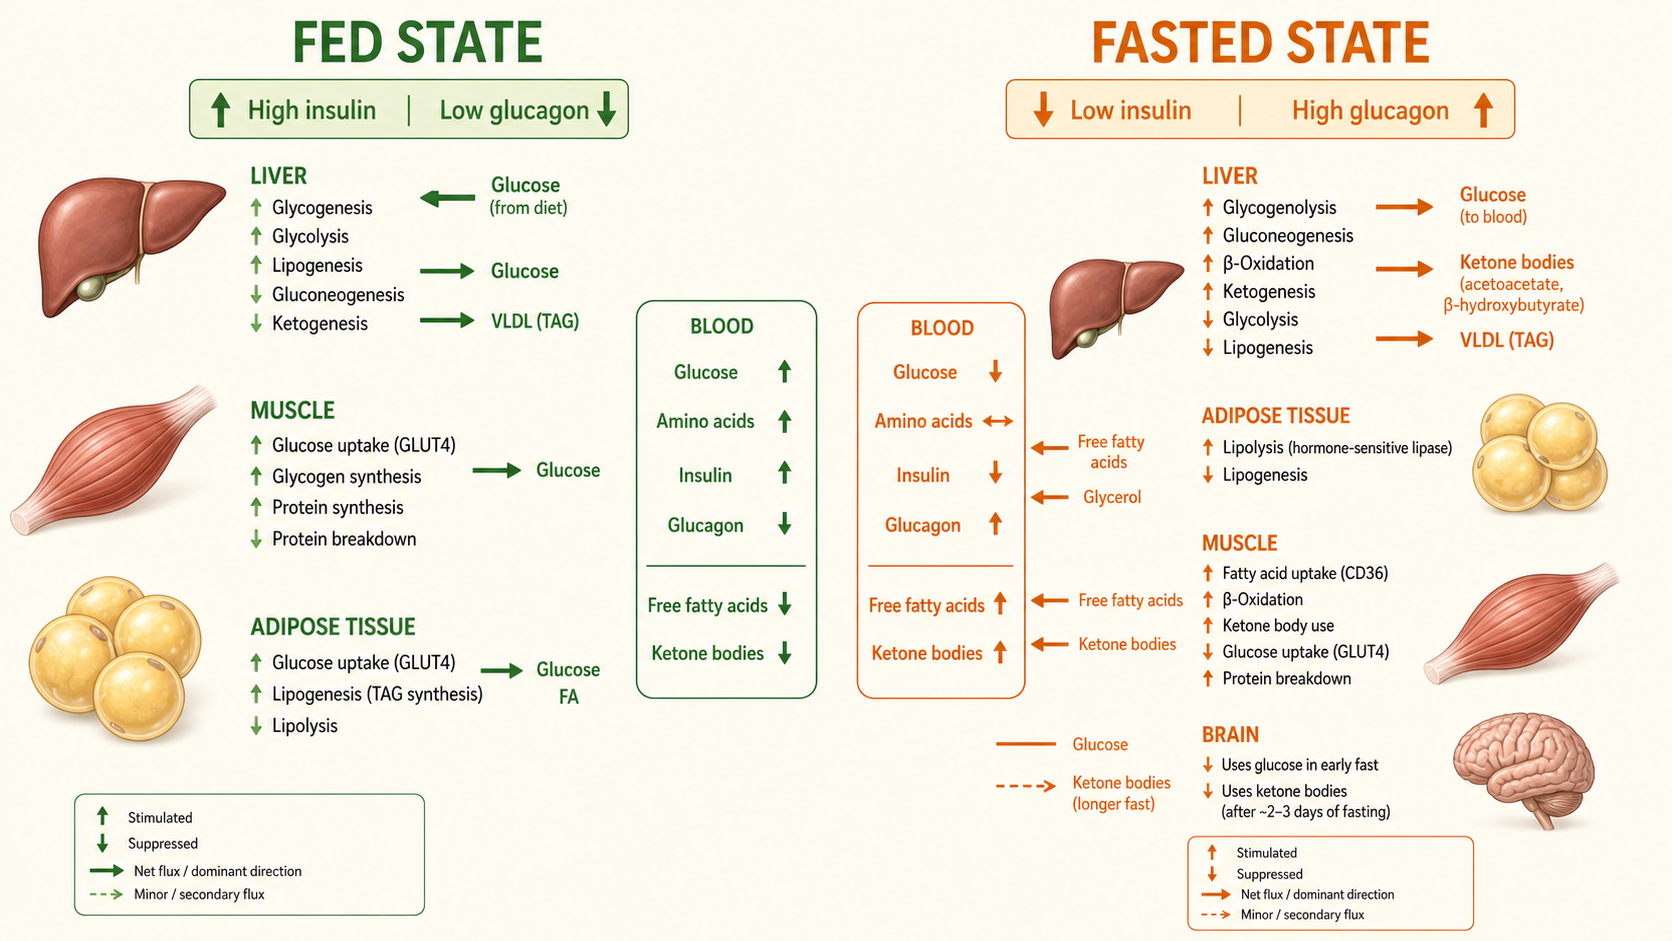 FED STATE
High insulin | Low glucagon
LIVER
Glycogenesis
Glycolysis
Lipogenesis
Gluconeogenesis
Ketogenesis
Glucose
(from diet)
Glucose
VLDL (TAG)
MUSCLE
Glucose uptake (GLUT4)
Glycogen synthesis
Protein synthesis
Protein breakdown
Glucose
ADIPOSE TISSUE
Glucose uptake (GLUT4)
Lipogenesis (TAG synthesis)
Lipolysis
Glucose
FA
BLOOD
Glucose
Amino acids
Insulin
Glucagon
Free fatty acids
Ketone bodies
Stimulated
Suppressed
Net flux / dominant direction
Minor / secondary flux
FASTED STATE
Low insulin | High glucagon
BLOOD
Glucose
Amino acids
Insulin
Glucagon
Free fatty acids
Ketone bodies
Free fatty
acids
Glycerol
Free fatty acids
Ketone bodies
LIVER
Glycogenolysis
Gluconeogenesis
β-Oxidation
Ketogenesis
Glycolysis
Lipogenesis
Glucose
(to blood)
Ketone bodies
(acetoacetate,
β-hydroxybutyrate)
VLDL (TAG)
ADIPOSE TISSUE
Lipolysis (hormone-sensitive lipase)
Lipogenesis
MUSCLE
Fatty acid uptake (CD36)
β-Oxidation
Ketone body use
Glucose uptake (GLUT4)
Protein breakdown
Glucose
Ketone bodies
(longer fast)
BRAIN
Uses glucose in early fast
Uses ketone bodies
(after ~2–3 days of fasting)
Stimulated
Suppressed
Net flux / dominant direction
Minor / secondary flux